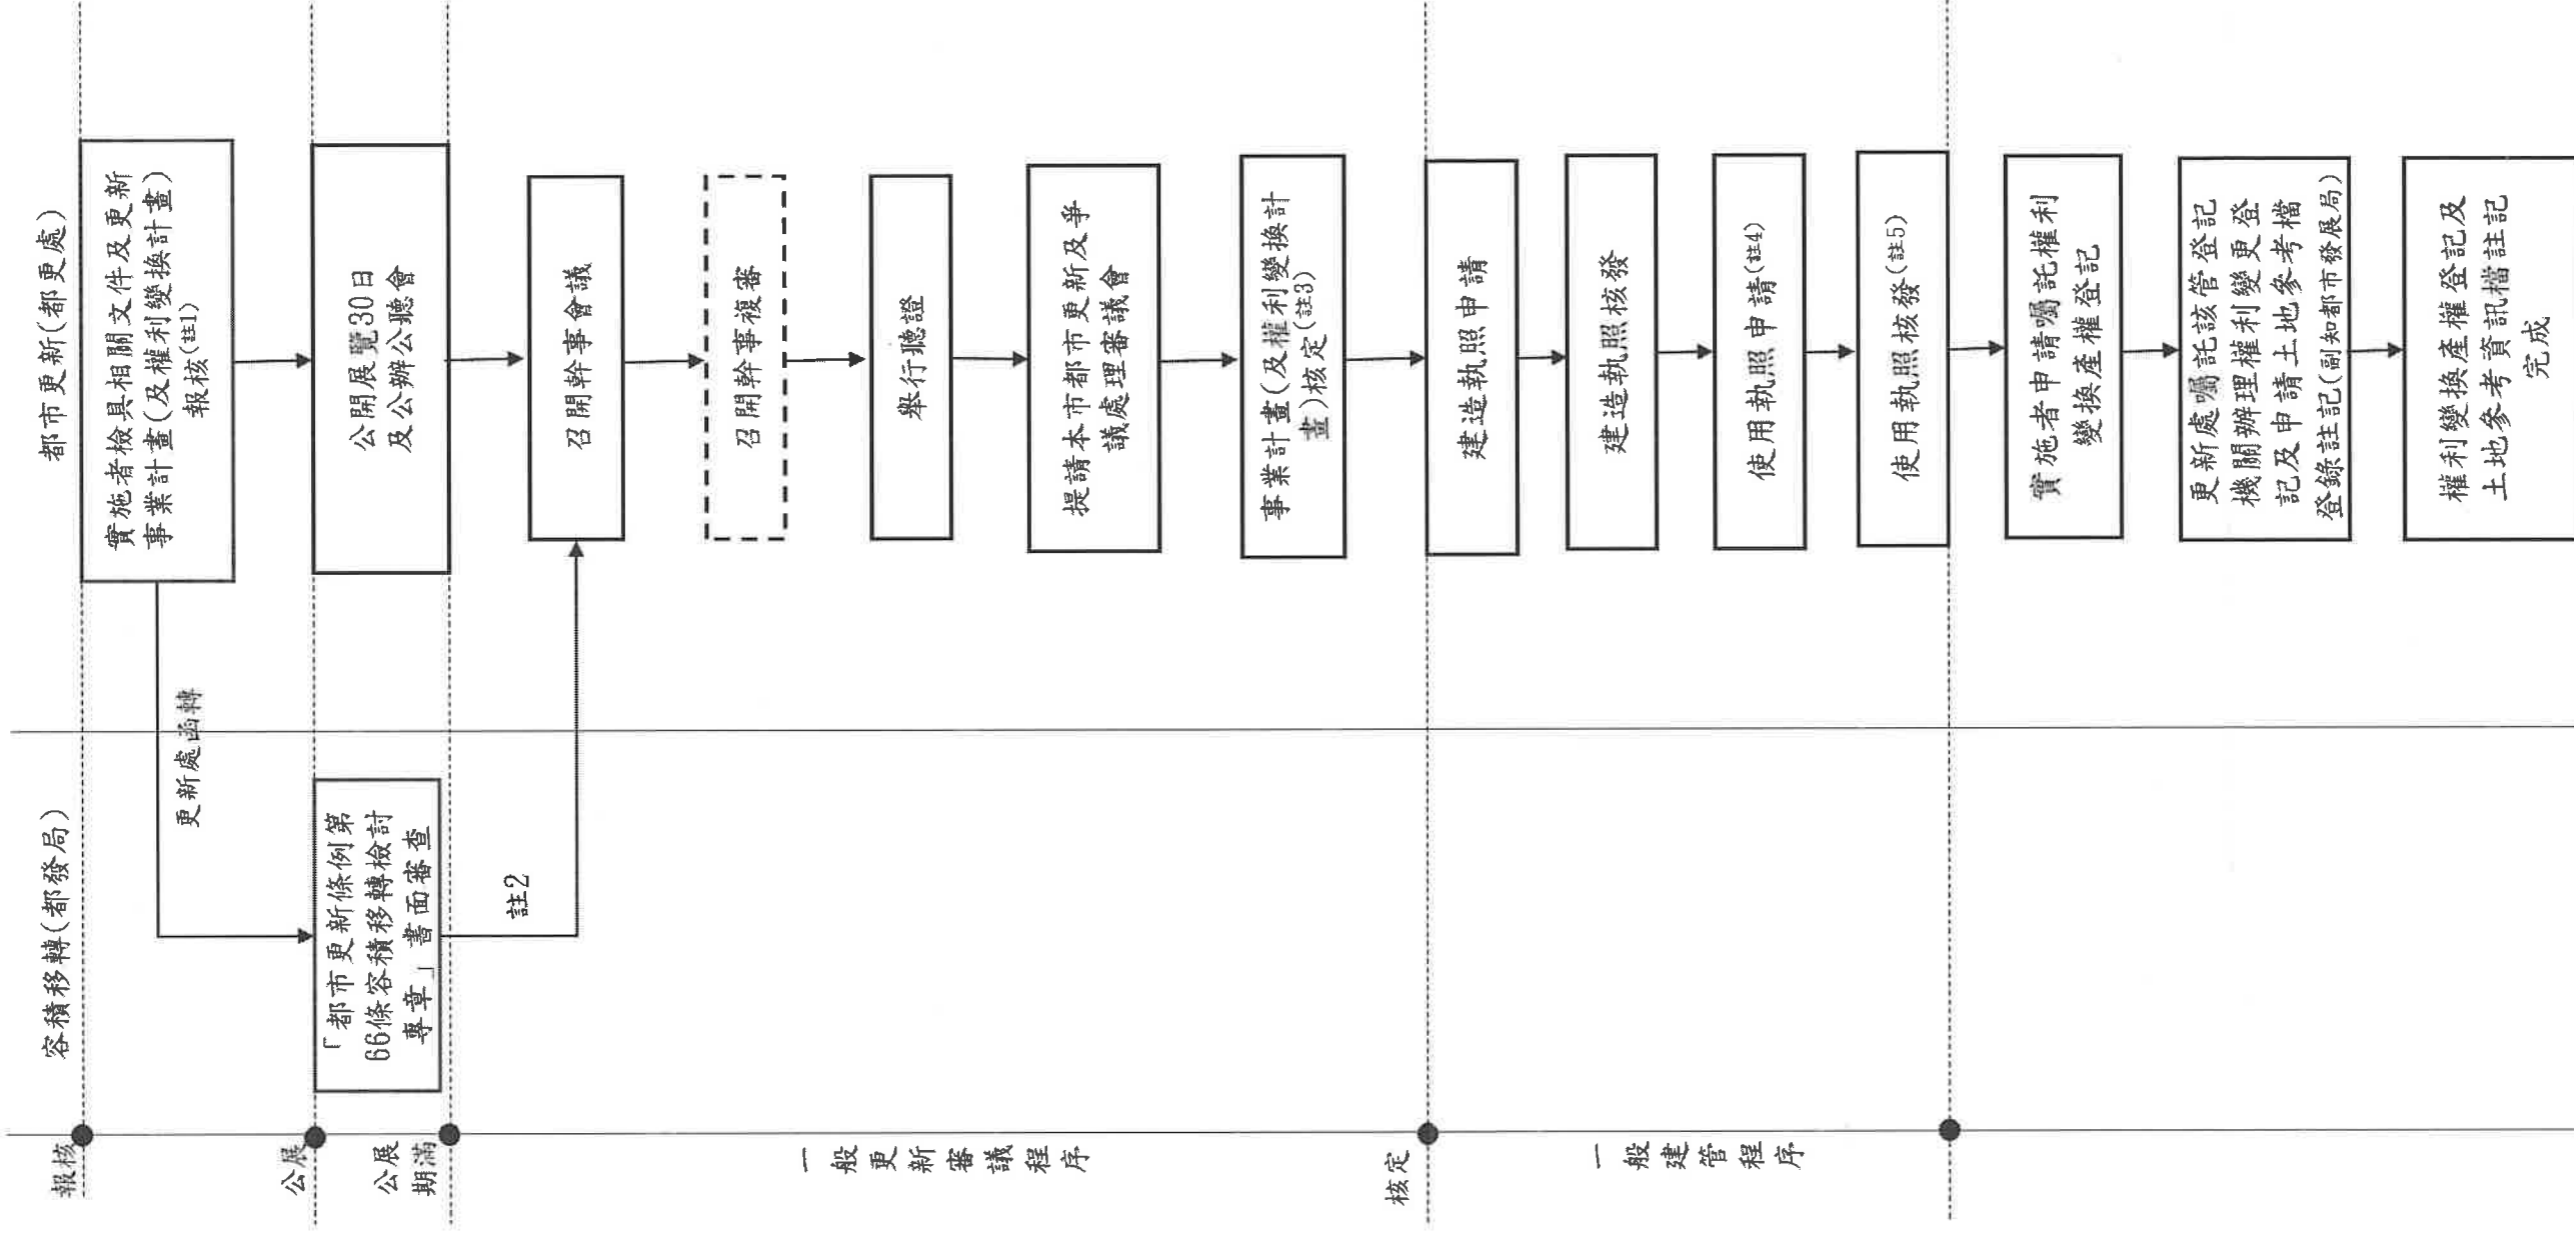 容積移轉(都發局)
都市更新(都更處)
報核
實施者檢具相關文件及更新
事業計畫(及權利變換計畫)
報核(註1)
更新處函轉
公展
「都市更新條例第
66條容積移轉檢討
專章」書面審查
公開展覽30日
及公辦公聽會
公展
期滿
註2
召開幹事會議
一般更新審議程序
召開幹事複審
舉行聽證
提請本市都市更新及爭
議處理審議會
事業計畫(及權利變換計
畫)核定(註3)
核定
建造執照申請
一般建管程序
建造執照核發
使用執照申請(註4)
使用執照核發(註5)
實施者申請囑託權利
變換產權登記
更新處囑託該管登記
機關辦理權利變更登
記及申請土地參考檔
登錄註記(副知都市發展局)
權利變換產權登記及
土地參考資訊檔註記
完成